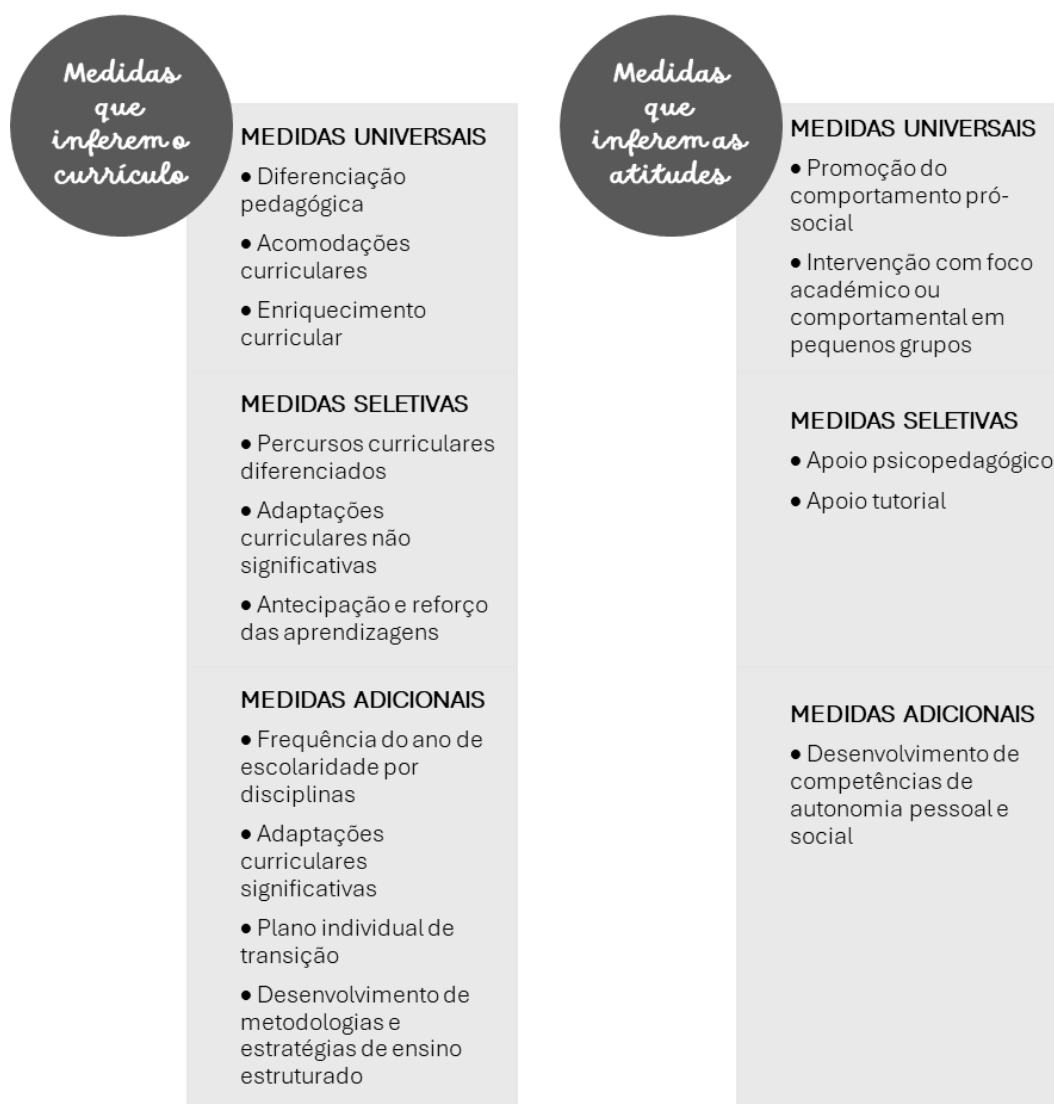 Medidas
que
inferem o
currículo
MEDIDAS UNIVERSAIS
• Diferenciação
pedagógica
• Acomodações
curriculares
• Enriquecimento
curricular
MEDIDAS SELETIVAS
• Percursos curriculares
diferenciados
• Adaptações
curriculares não
significativas
• Antecipação e reforço
das aprendizagens
MEDIDAS ADICIONAIS
• Frequência do ano de
escolaridade por
disciplinas
• Adaptações
curriculares
significativas
• Plano individual de
transição
• Desenvolvimento de
metodologias e
estratégias de ensino
estruturado
Medidas
que
inferem as
atitudes
MEDIDAS UNIVERSAIS
• Promoção do
comportamento pró-
social
• Intervenção com foco
académico ou
comportamental em
pequenos grupos
MEDIDAS SELETIVAS
• Apoio psicopedagógico
• Apoio tutorial
MEDIDAS ADICIONAIS
• Desenvolvimento de
competências de
autonomia pessoal e
social